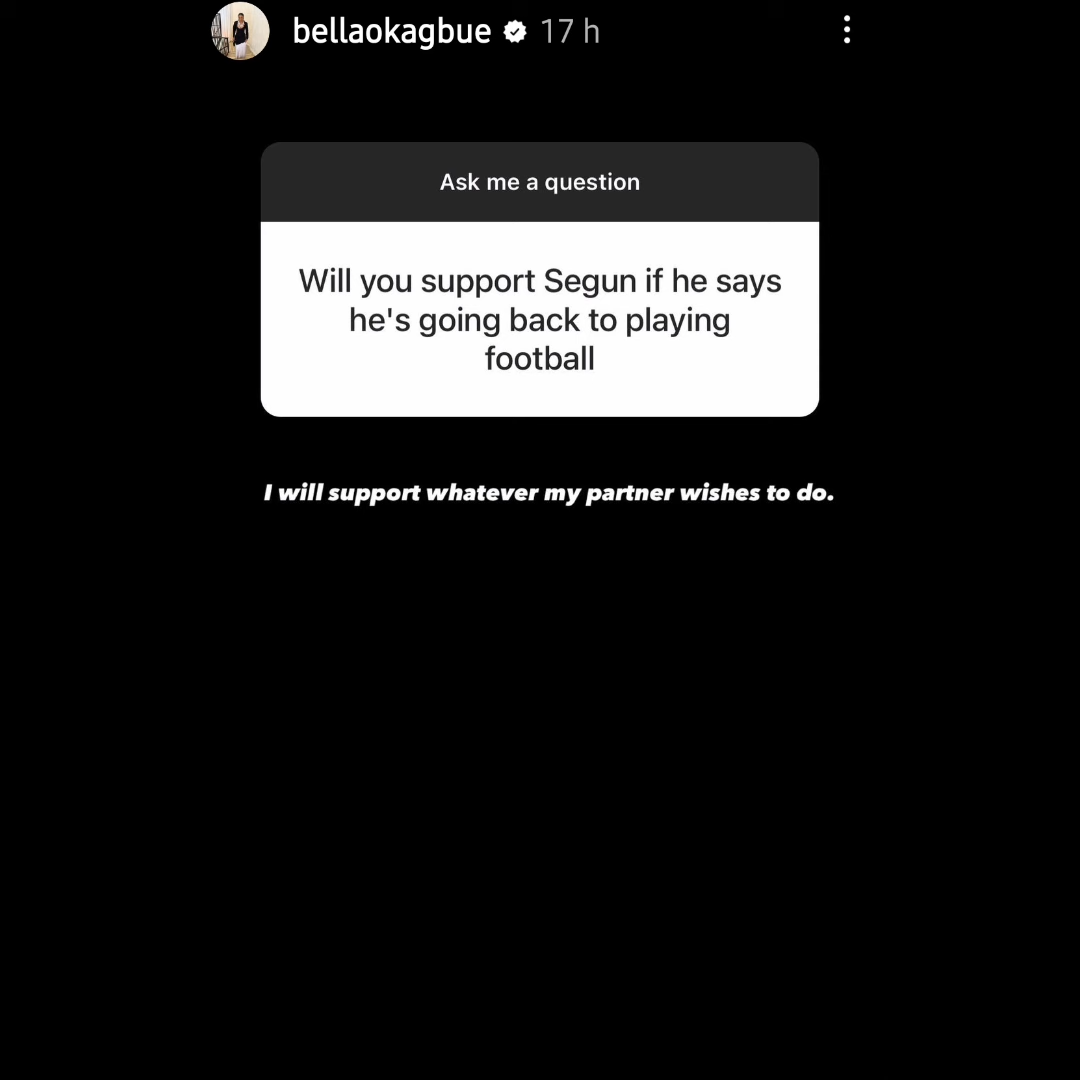 bellaokagbue 17 h
Ask me a question
Will you support Segun if he says
he's going back to playing
football
I will support whatever my partner wishes to do.